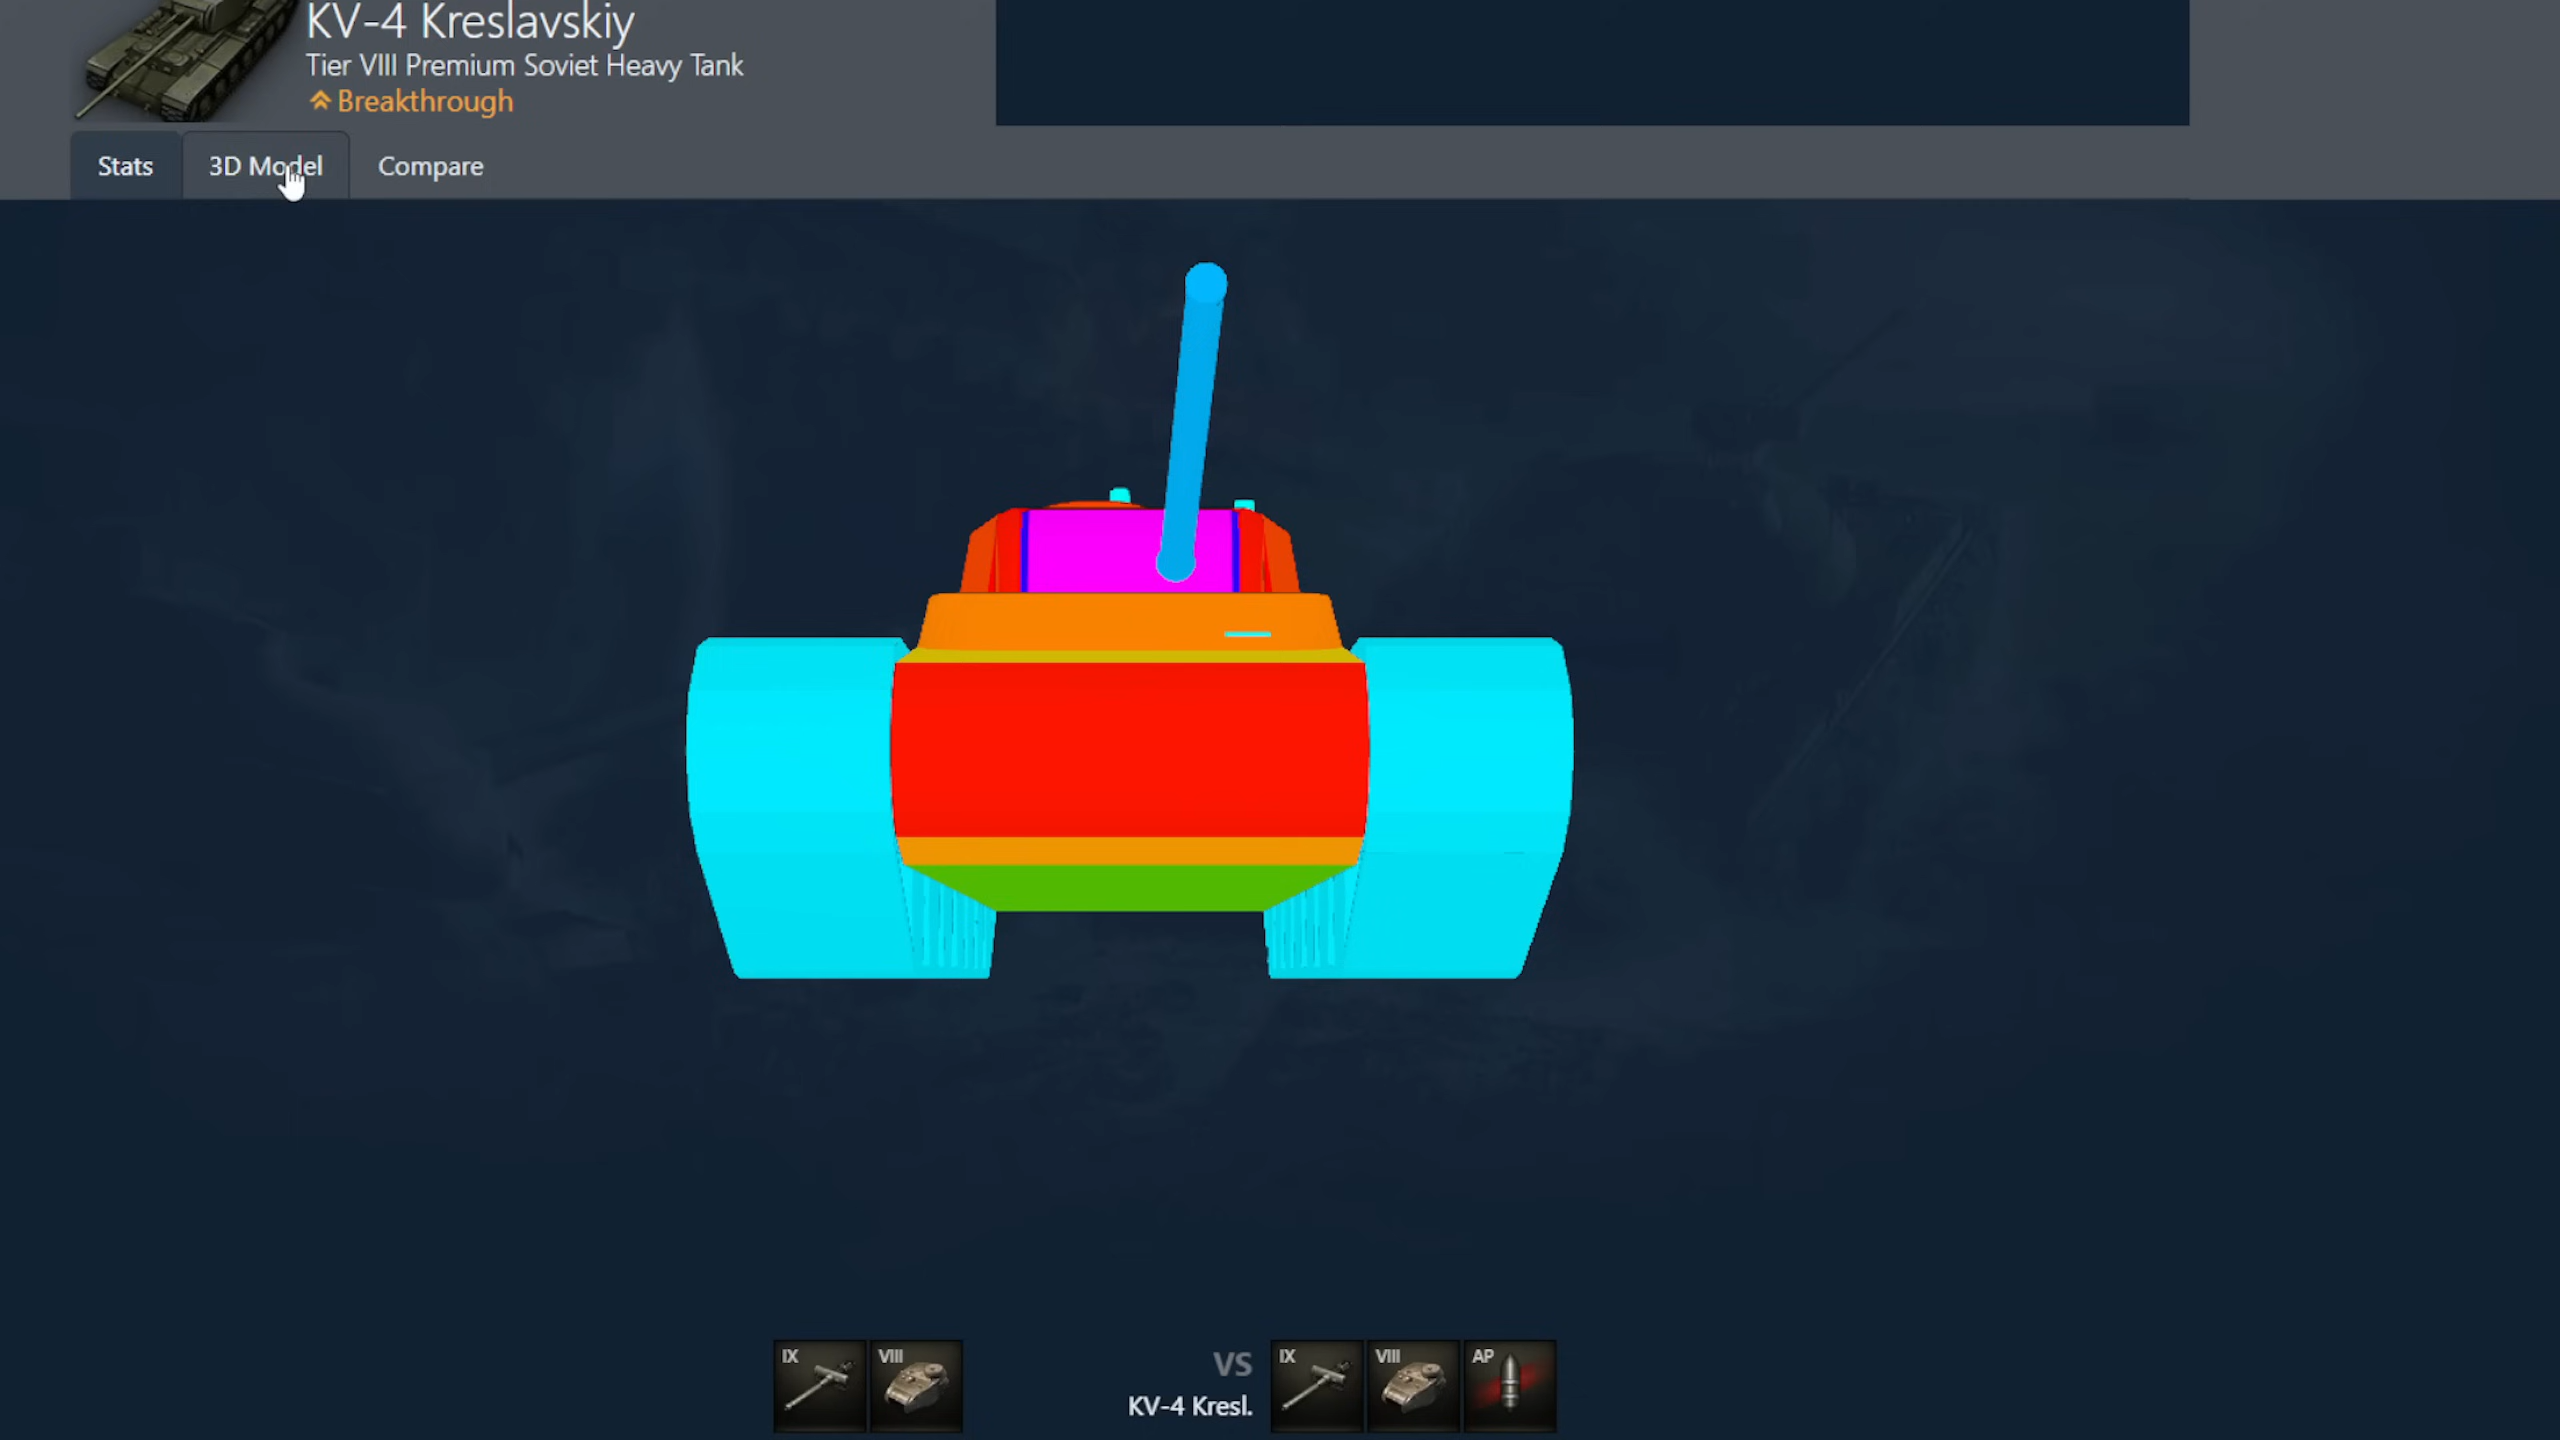 KV-4 Kreslavskiy
Tier VIII Premium Soviet Heavy Tank
Breakthrough
Stats 3D Model Compare
IX VIII VS IX VIII AP
KV-4 Kresl.